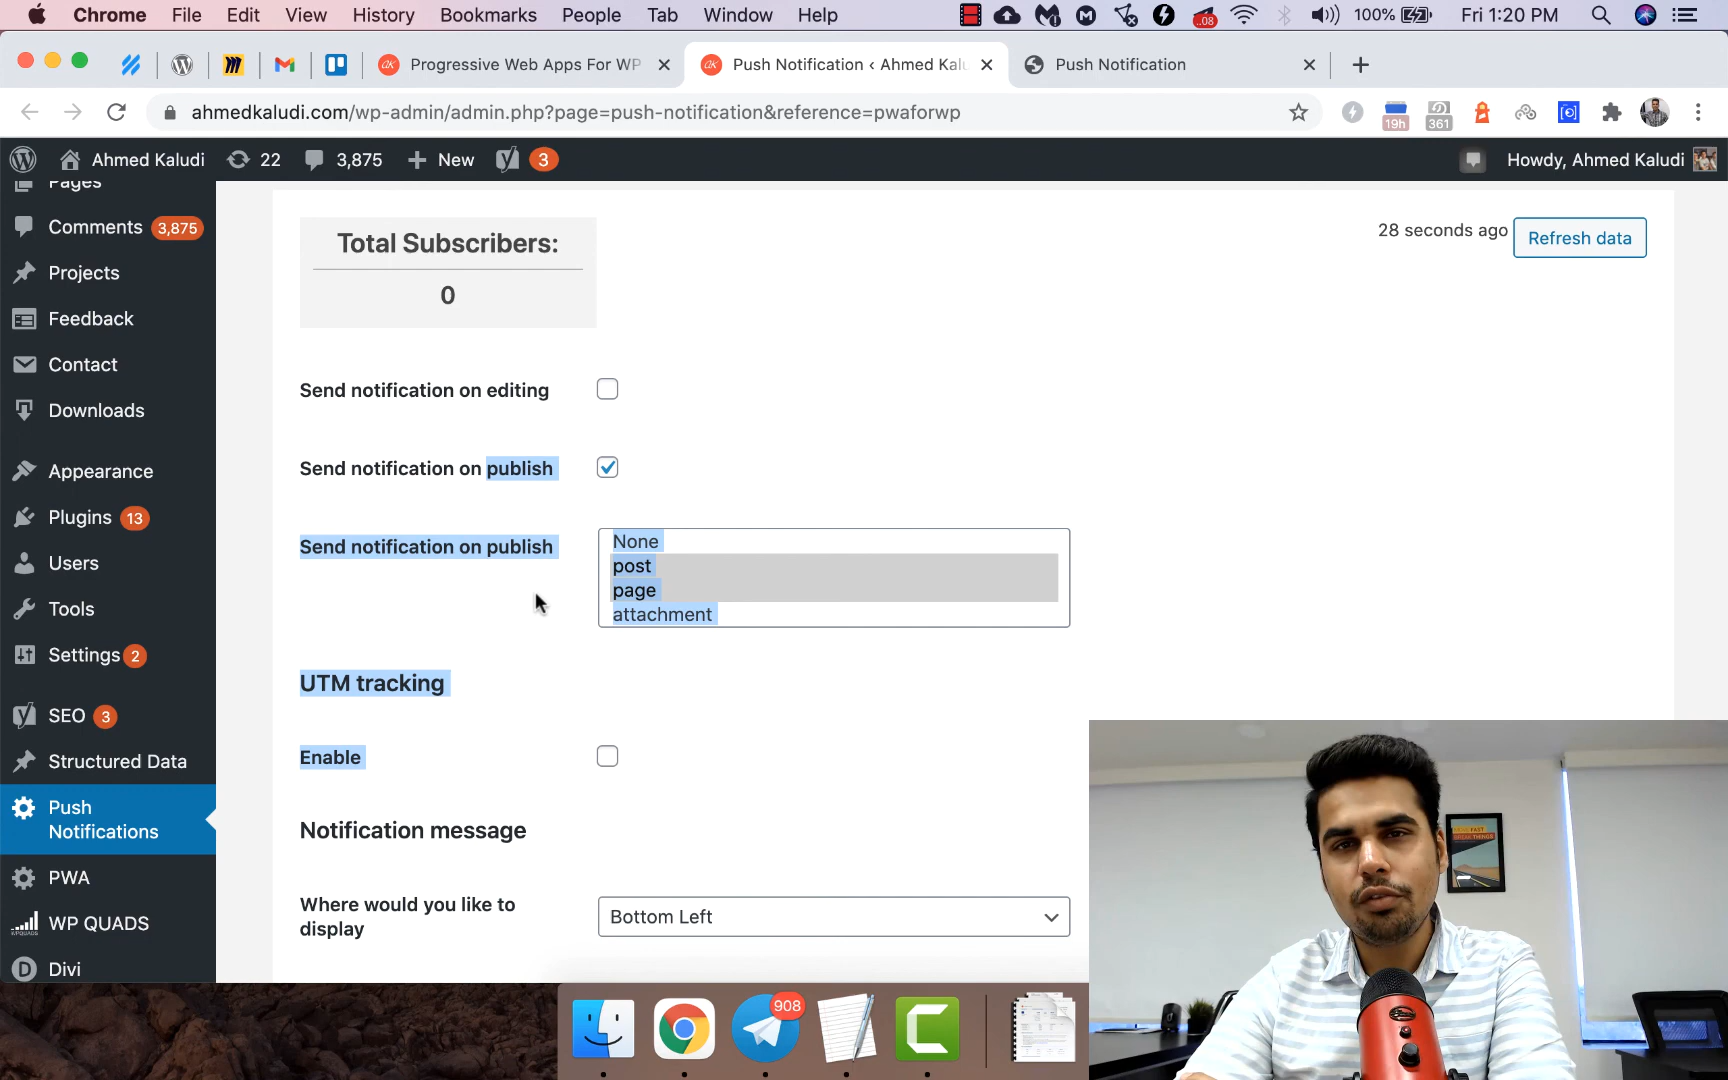 Chrome File Edit View History Bookmarks People Tab Window Help 100% Fri 1:20 PM
Progressive Web Apps For WP Push Notification ‹ Ahmed Kalu Push Notification
ahmedkaludi.com/wp-admin/admin.php?page=push-notification&reference=pwaforwp 19h 361
Ahmed Kaludi 22 3,875 New 3 Howdy, Ahmed Kaludi
Pages
Comments 3,875
Projects
Feedback
Contact
Downloads
Appearance
Plugins 13
Users
Tools
Settings 2
SEO 3
Structured Data
Push
Notifications
PWA
WP QUADS
Divi
Total Subscribers:
0
28 seconds ago Refresh data
Send notification on editing
Send notification on publish
Send notification on publish
None
post
page
attachment
UTM tracking
Enable
Notification message
Where would you like to
display
Bottom Left
908